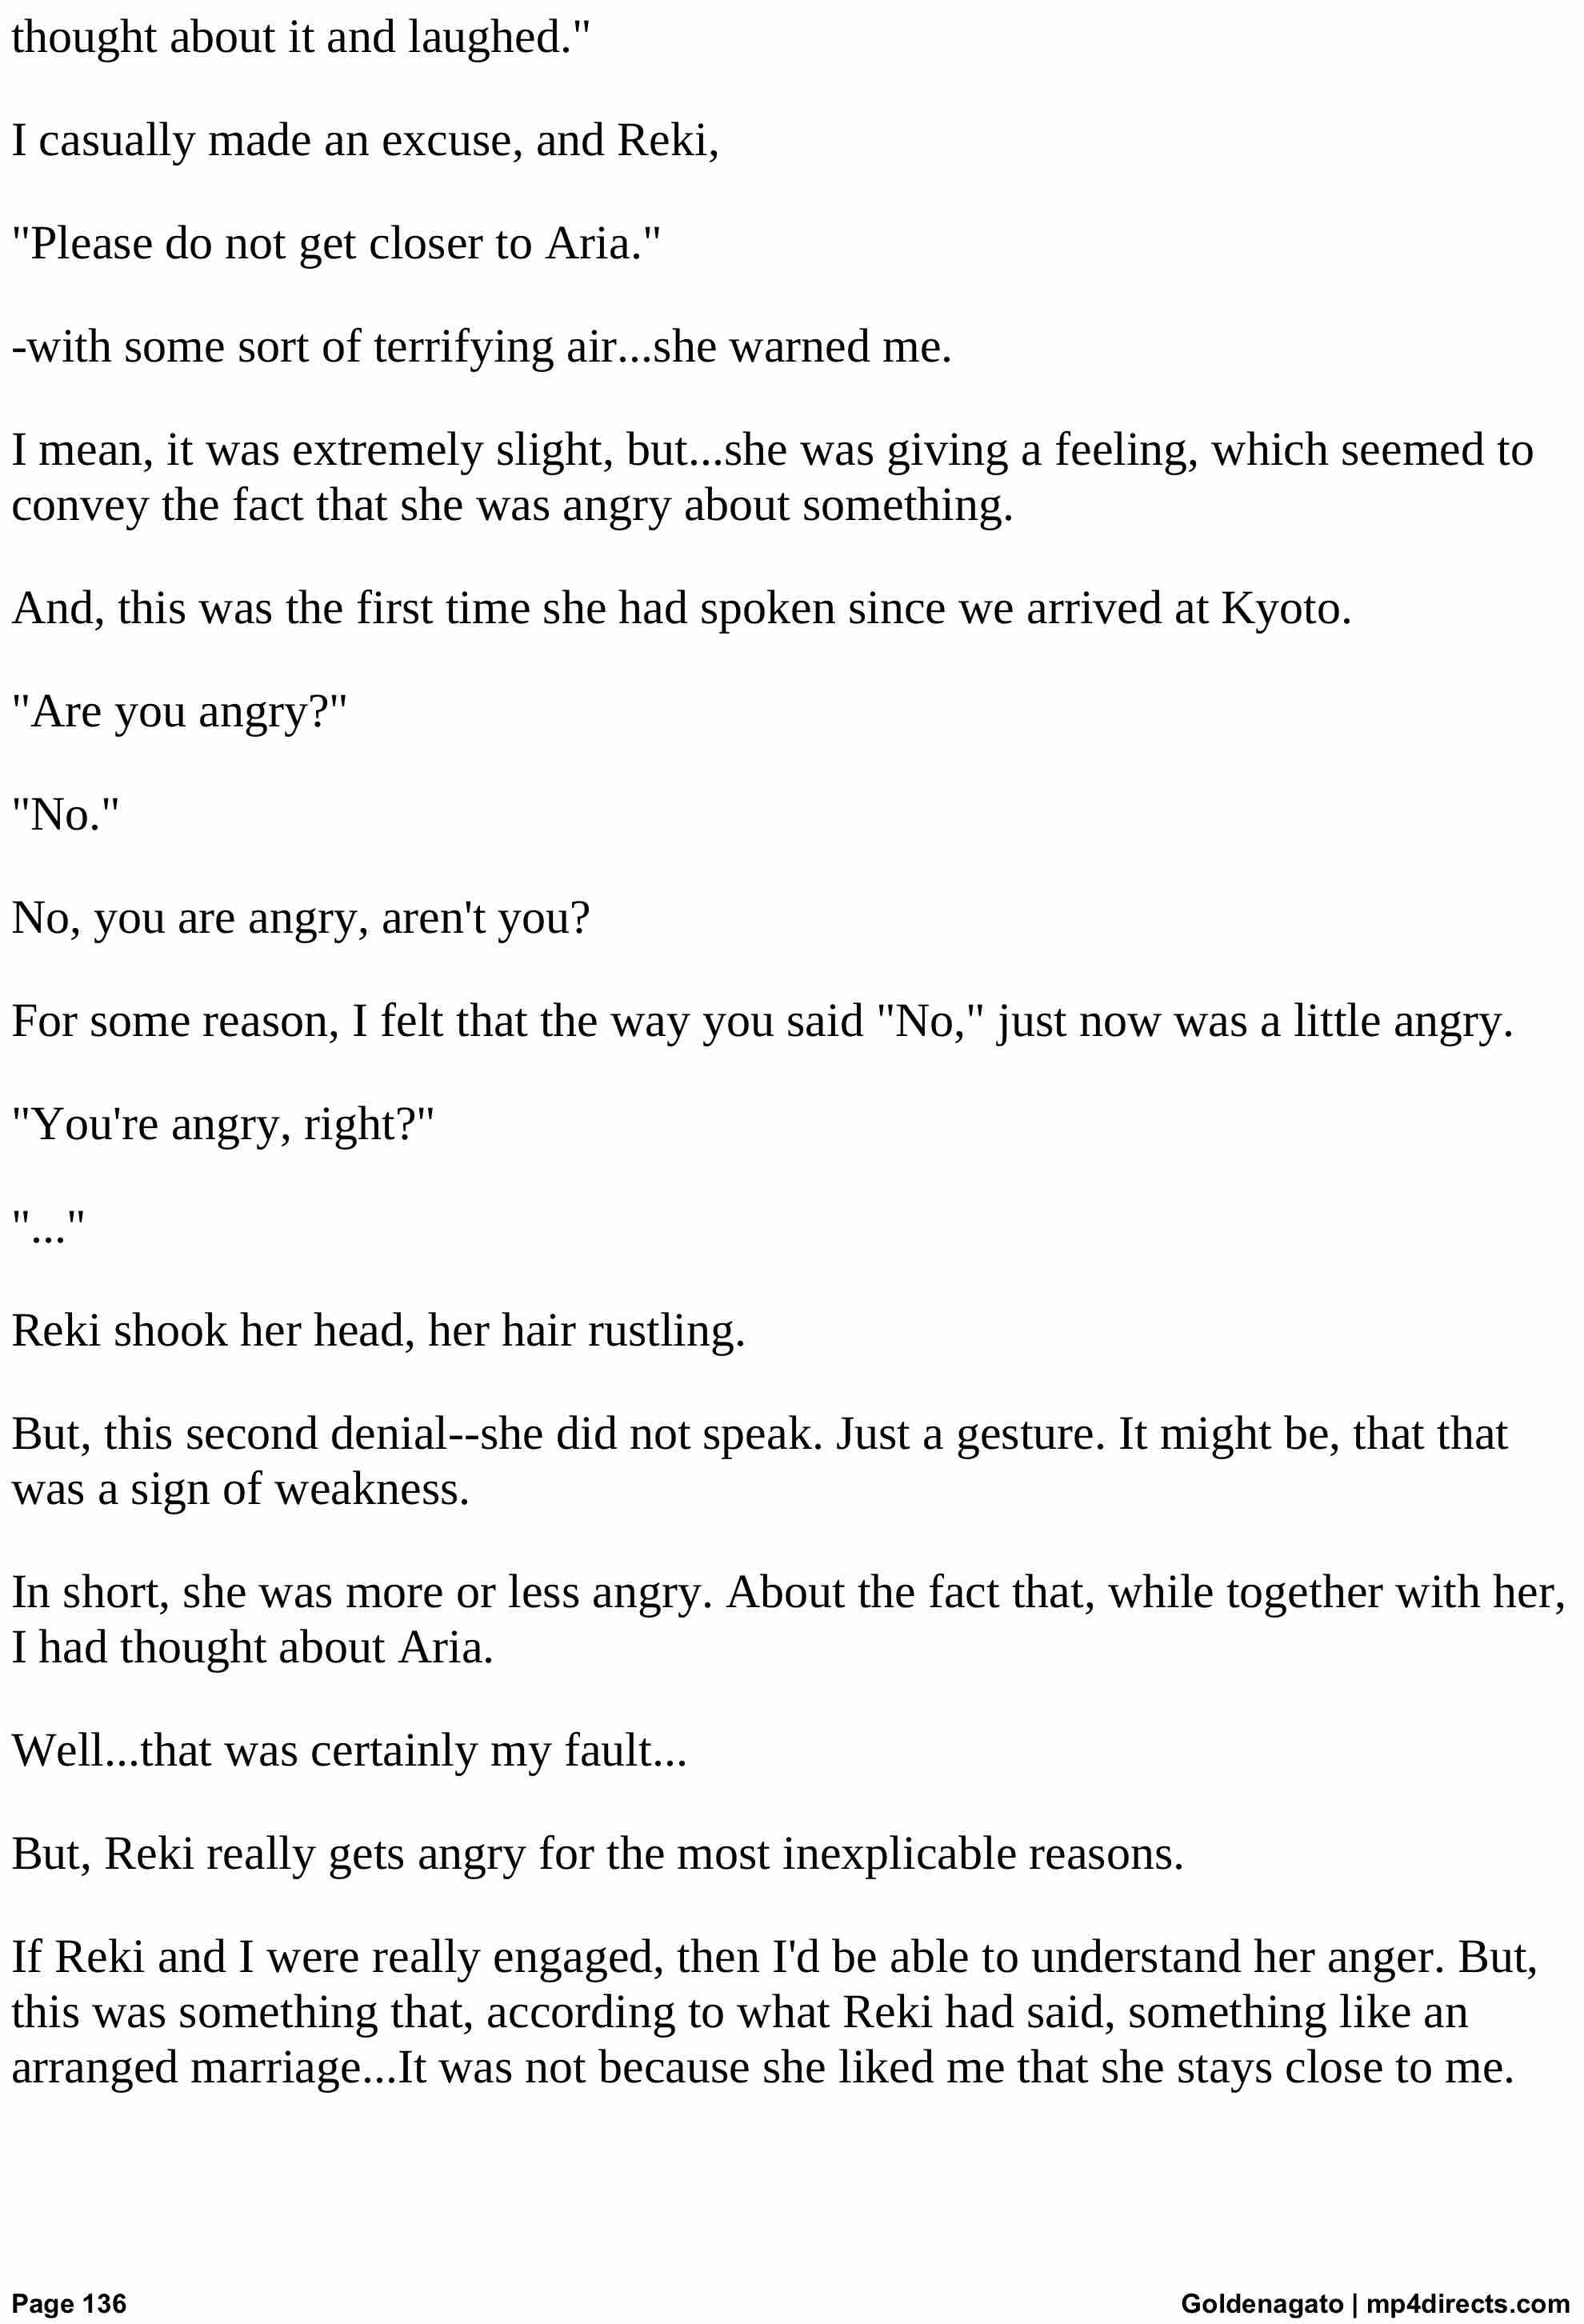 thought about it and laughed."
I casually made an excuse, and Reki,
"Please do not get closer to Aria."
-with some sort of terrifying air...she warned me.
I mean, it was extremely slight, but...she was giving a feeling, which seemed to
convey the fact that she was angry about something.
And, this was the first time she had spoken since we arrived at Kyoto.
"Are you angry?"
"No."
No, you are angry, aren't you?
For some reason, I felt that the way you said "No," just now was a little angry.
"You're angry, right?"
"..."
Reki shook her head, her hair rustling.
But, this second denial--she did not speak. Just a gesture. It might be, that that
was a sign of weakness.
In short, she was more or less angry. About the fact that, while together with her,
I had thought about Aria.
Well...that was certainly my fault...
But, Reki really gets angry for the most inexplicable reasons.
If Reki and I were really engaged, then I'd be able to understand her anger. But,
this was something that, according to what Reki had said, something like an
arranged marriage...It was not because she liked me that she stays close to me.
Page 136
Goldenagato | mp4directs.com